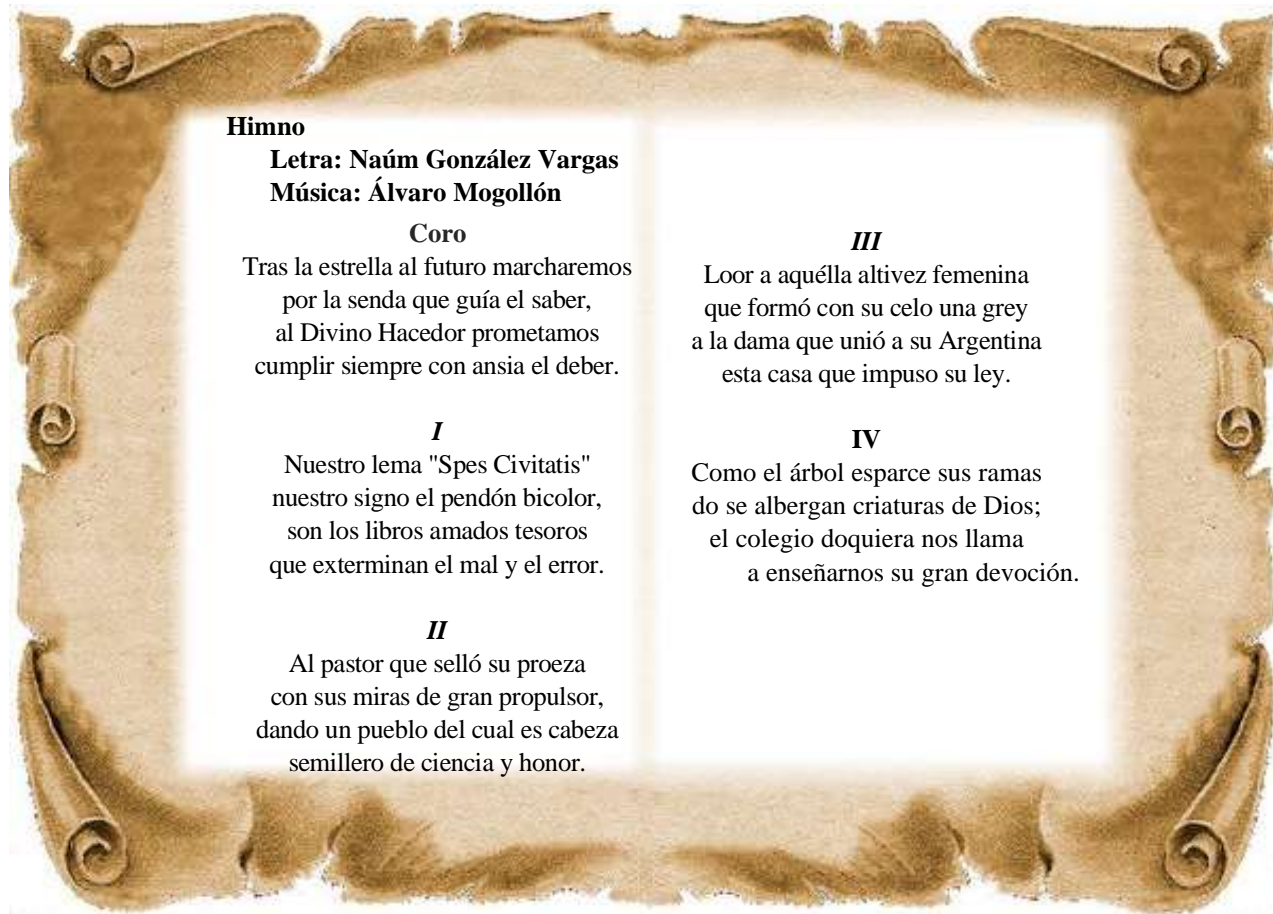 Himno
Letra: Naúm González Vargas
Música: Álvaro Mogollón
Coro
Tras la estrella al futuro marcharemos
por la senda que guía el saber,
al Divino Hacedor prometamos
cumplir siempre con ansia el deber.
I
Nuestro lema "Spes Civitatis"
nuestro signo el pendón bicolor,
son los libros amados tesoros
que exterminan el mal y el error.
II
Al pastor que selló su proeza
con sus miras de gran propulsor,
dando un pueblo del cual es cabeza
semillero de ciencia y honor.
III
Loor a aquélla altivez femenina
que formó con su celo una grey
a la dama que unió a su Argentina
esta casa que impuso su ley.
IV
Como el árbol esparce sus ramas
do se albergan criaturas de Dios;
el colegio doquiera nos llama
a enseñarnos su gran devoción.